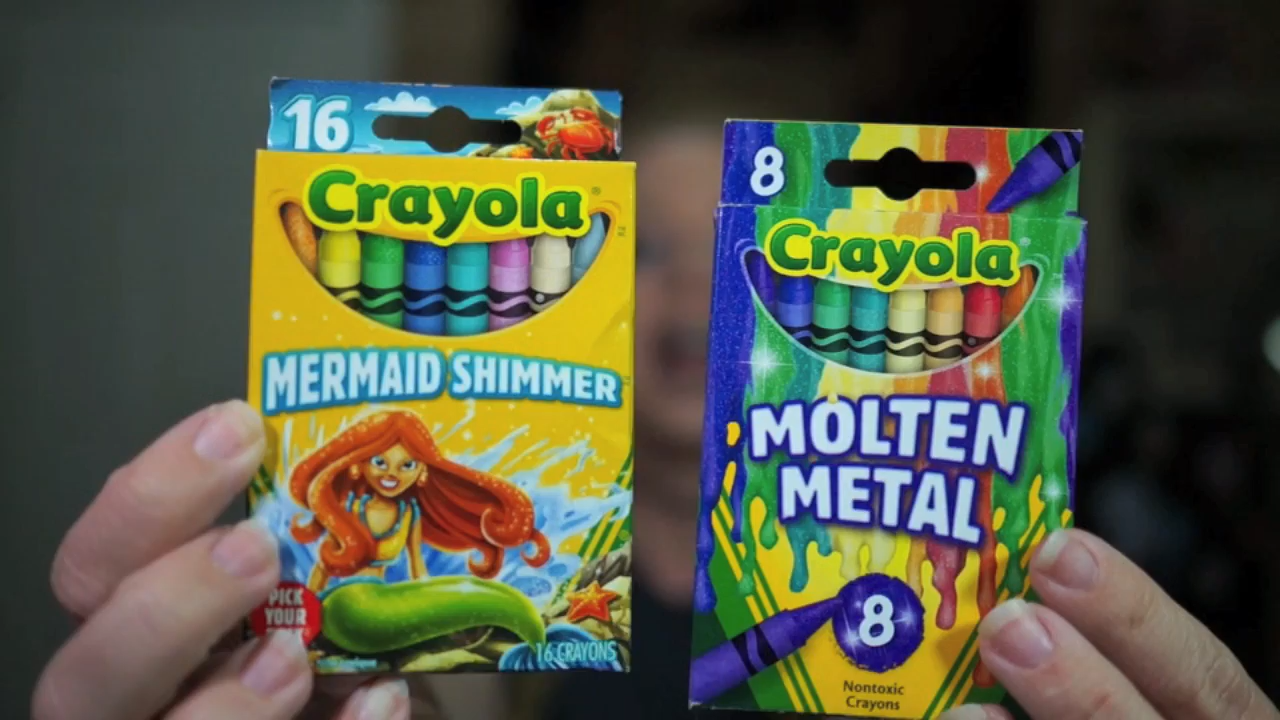 16
Crayola
MERMAID SHIMMER
PICK
YOUR
16 CRAYONS
8
Crayola
MOLTEN
METAL
8
Nontoxic
Crayons